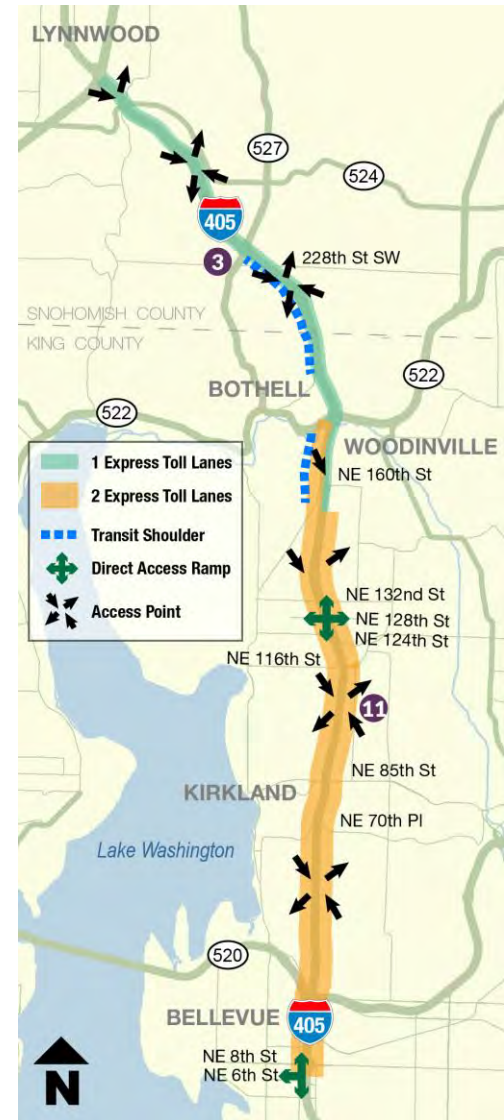 LYNNWOOD
527
524
405
3
228th St SW
SNOHOMISH COUNTY
KING COUNTY
BOTHELL
522
522
WOODINVILLE
1 Express Toll Lanes
2 Express Toll Lanes
Transit Shoulder
Direct Access Ramp
Access Point
NE 160th St
NE 132nd St
NE 128th St
NE 124th St
NE 116th St
11
NE 85th St
KIRKLAND
NE 70th Pl
Lake Washington
520
BELLEVUE
405
NE 8th St
NE 6th St
N